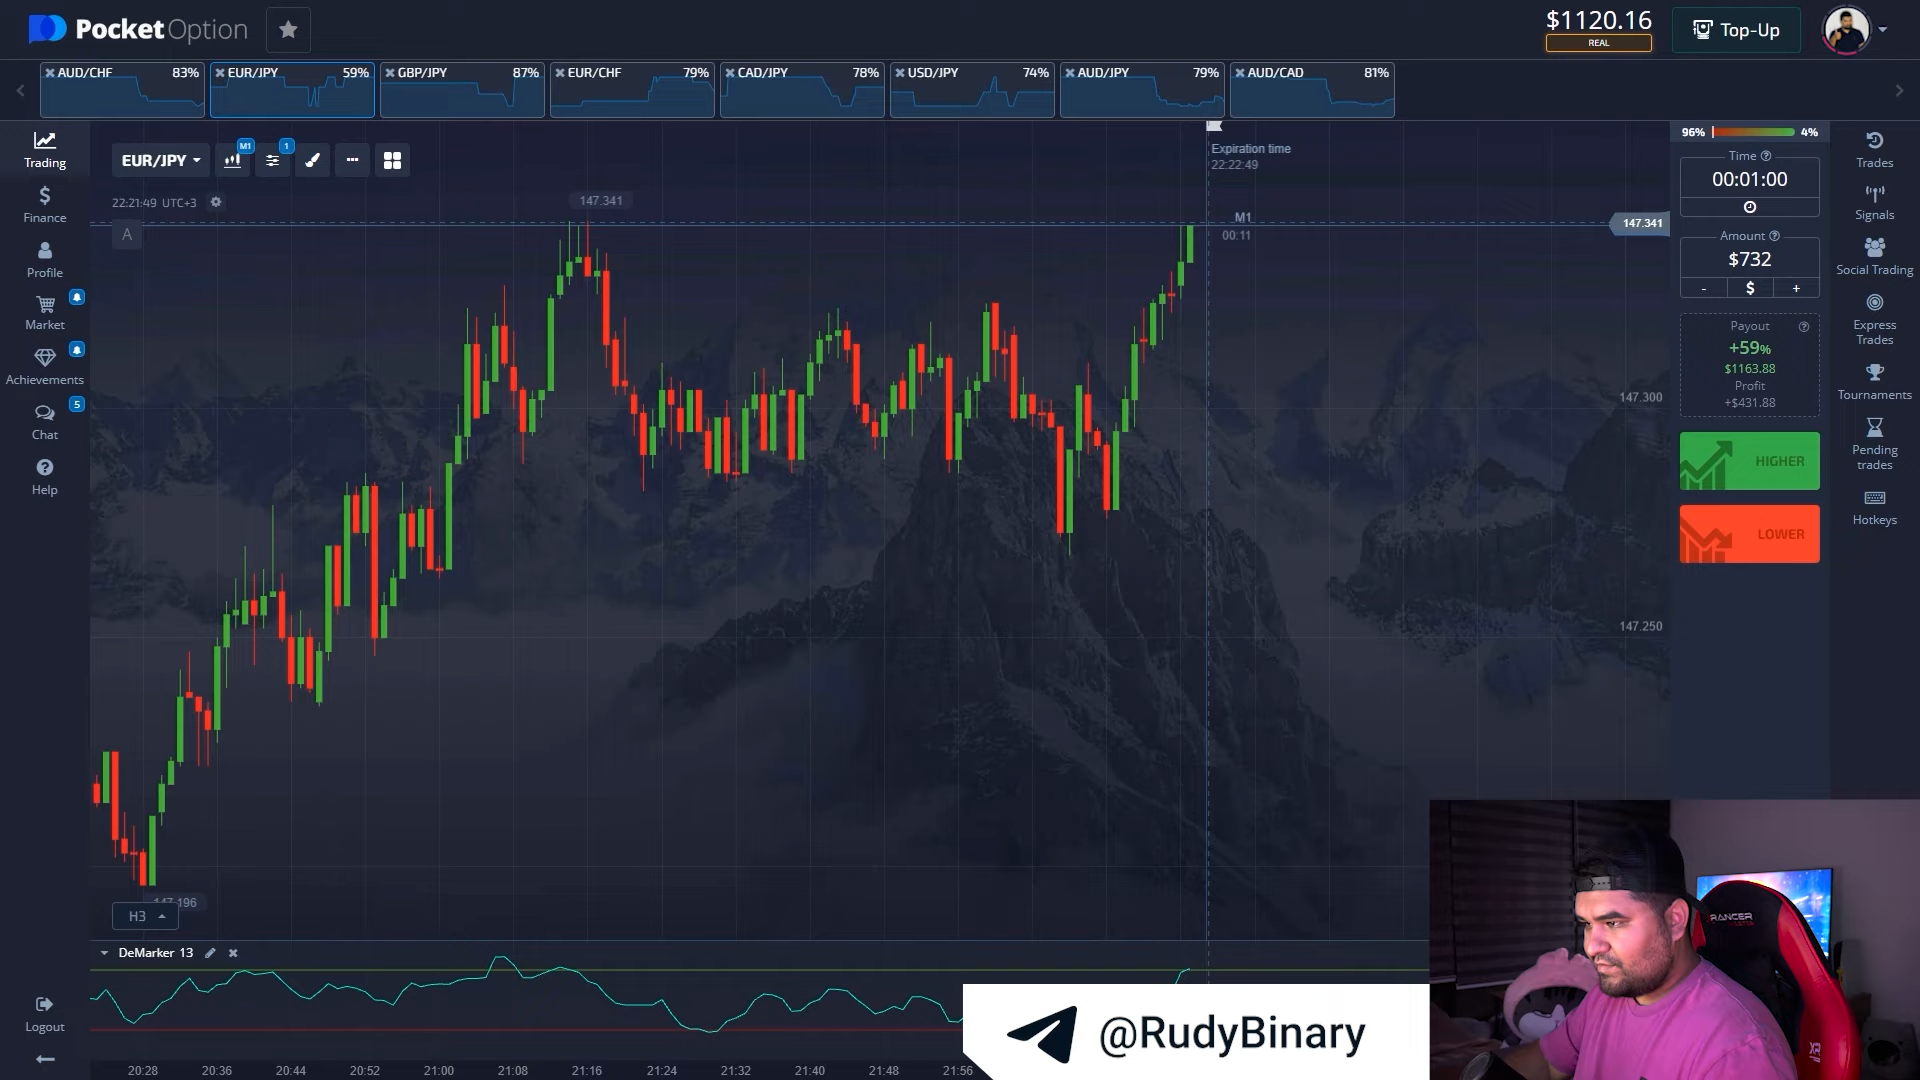 PocketOption
$1120.16
REAL
Top-Up
AUD/CHF 83%
EUR/JPY 59%
GBP/JPY 87%
EUR/CHF 79%
CAD/JPY 78%
USD/JPY 74%
AUD/JPY 79%
AUD/CAD 81%
Trading
Finance
Profile
Market
Achievements
5
Chat
Help
Logout
EUR/JPY
M1
1
22:21:49 UTC+3
A
147.341
Expiration time
22:22:49
M1
00:11
147.341
147.300
147.250
147.196
H3
DeMarker 13
20:28 20:36 20:44 20:52 21:00 21:08 21:16 21:24 21:32 21:40 21:48 21:56
96% 4%
Time
00:01:00
Amount
$732
- $ +
Payout
+59%
$1163.88
Profit
+$431.88
HIGHER
LOWER
Trades
Signals
Social Trading
Express
Trades
Tournaments
Pending
trades
Hotkeys
@RudyBinary